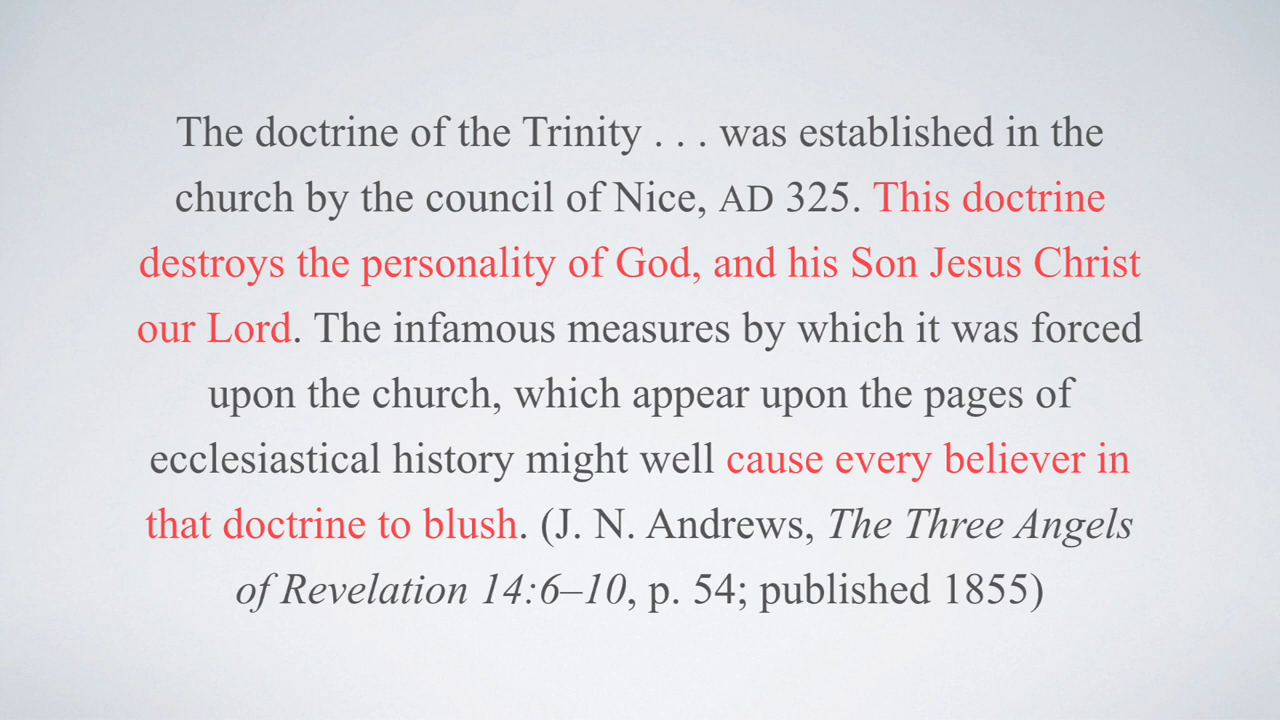 The doctrine of the Trinity . . . was established in the
church by the council of Nice, AD 325. This doctrine
destroys the personality of God, and his Son Jesus Christ
our Lord. The infamous measures by which it was forced
upon the church, which appear upon the pages of
ecclesiastical history might well cause every believer in
that doctrine to blush. (J. N. Andrews, The Three Angels
of Revelation 14:6–10, p. 54; published 1855)